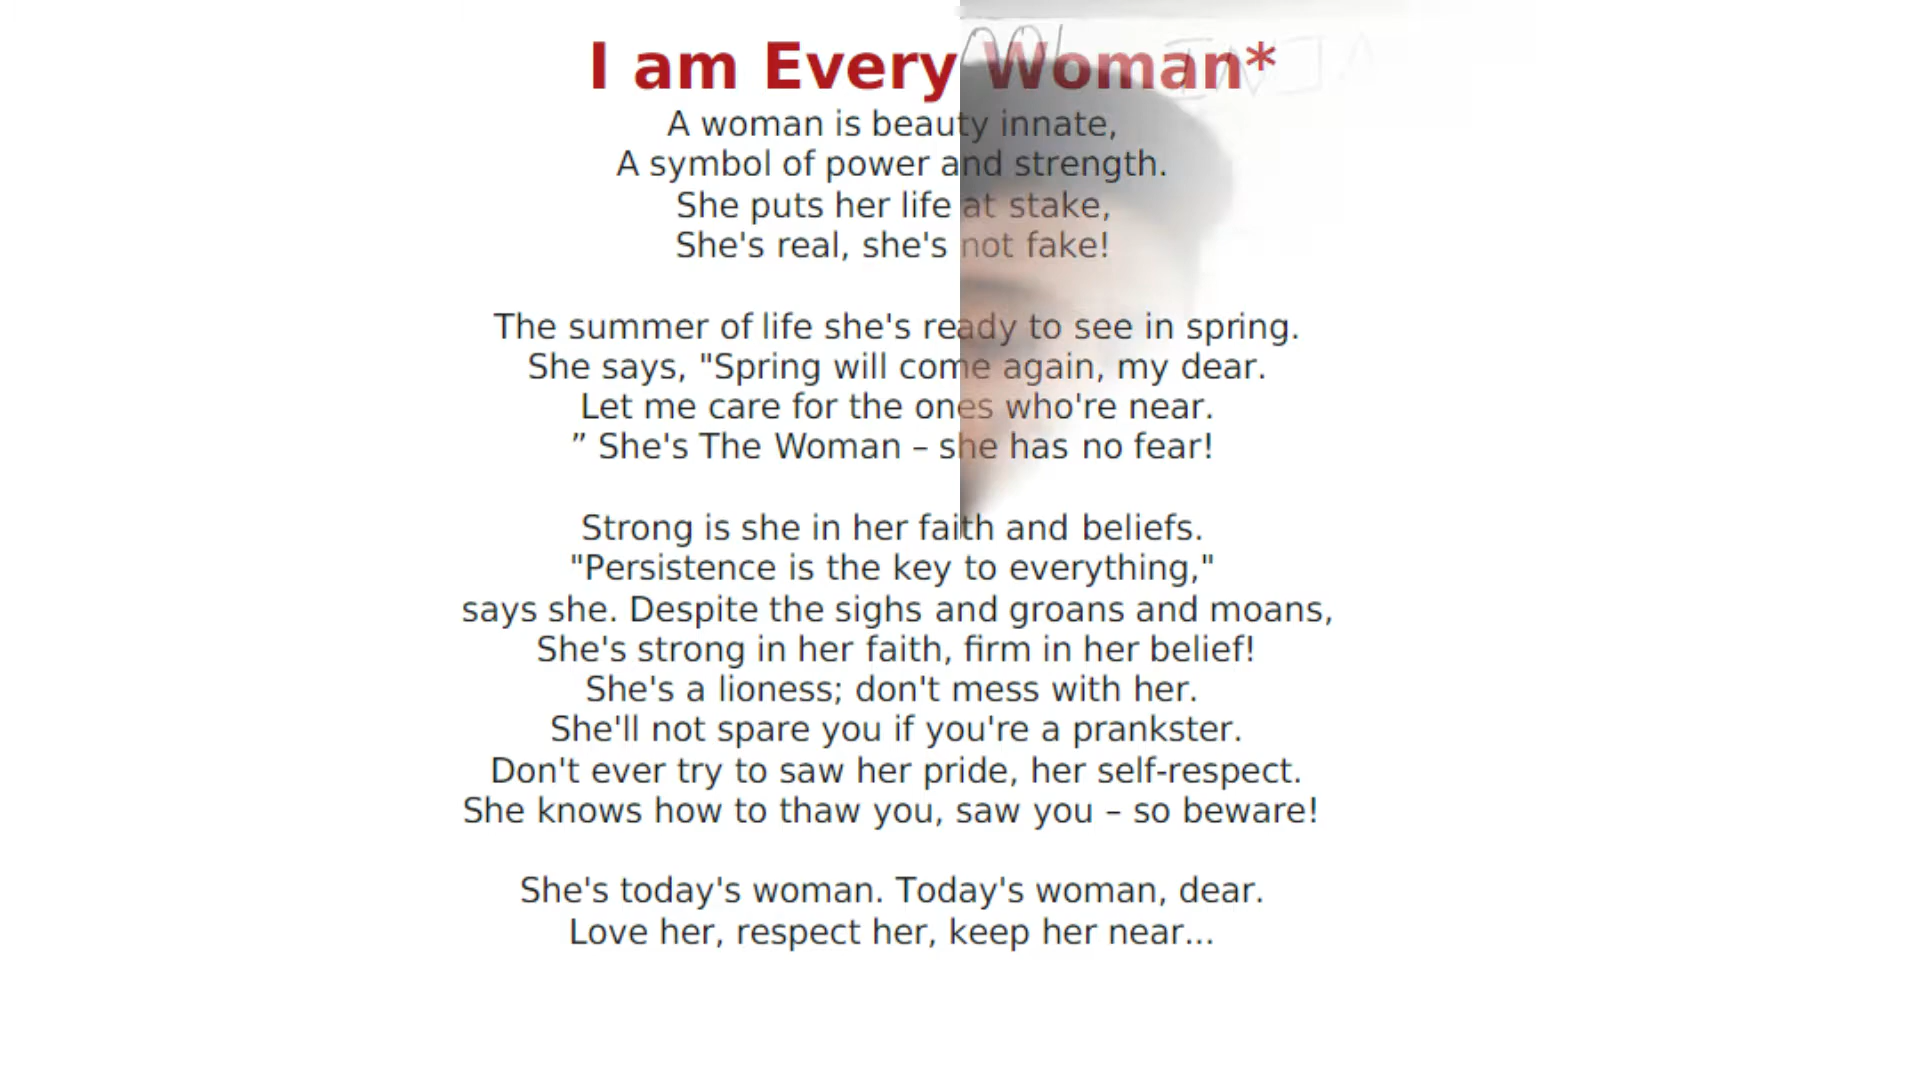 I am Every Woman*
A woman is beauty innate,
A symbol of power and strength.
She puts her life at stake,
She's real, she's not fake!
The summer of life she's ready to see in spring.
She says, "Spring will come again, my dear.
Let me care for the ones who're near.
” She's The Woman – she has no fear!
Strong is she in her faith and beliefs.
"Persistence is the key to everything,"
says she. Despite the sighs and groans and moans,
She's strong in her faith, firm in her belief!
She's a lioness; don't mess with her.
She'll not spare you if you're a prankster.
Don't ever try to saw her pride, her self-respect.
She knows how to thaw you, saw you – so beware!
She's today's woman. Today's woman, dear.
Love her, respect her, keep her near...